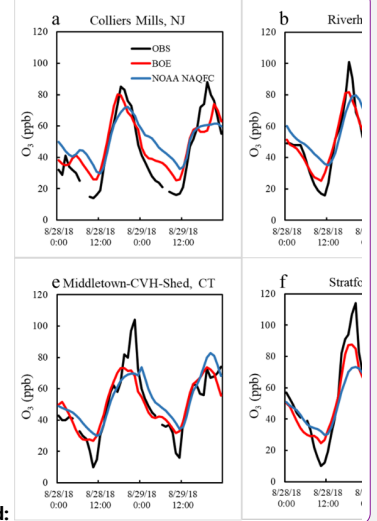 a Colliers Mills, NJ
120
100
80
60
40
20
0
O₃ (ppb)
OBS
BOE
NOAA NAQFC
8/28/18 8/28/18 8/29/18 8/29/18
0:00 12:00 0:00 12:00
b Riverh
120
100
80
60
40
20
0
O₃ (ppb)
8/28/18 8/28/18 8/
0:00 12:00 0
e Middletown-CVH-Shed, CT
120
100
80
60
40
20
0
O₃ (ppb)
8/28/18 8/28/18 8/29/18 8/29/18
0:00 12:00 0:00 12:00
f Stratfo
120
100
80
60
40
20
0
O₃ (ppb)
8/28/18 8/28/18 8/
0:00 12:00 0
d: